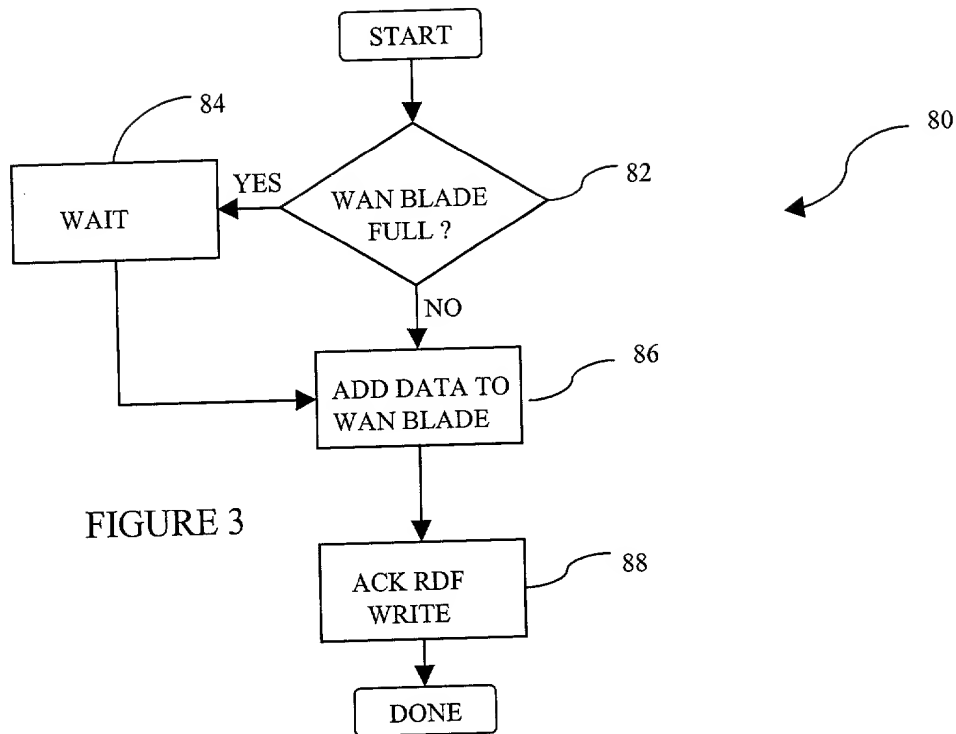 START
84
80
YES
82
WAN BLADE
FULL ?
WAIT
NO
86
ADD DATA TO
WAN BLADE
FIGURE 3
88
ACK RDF
WRITE
DONE